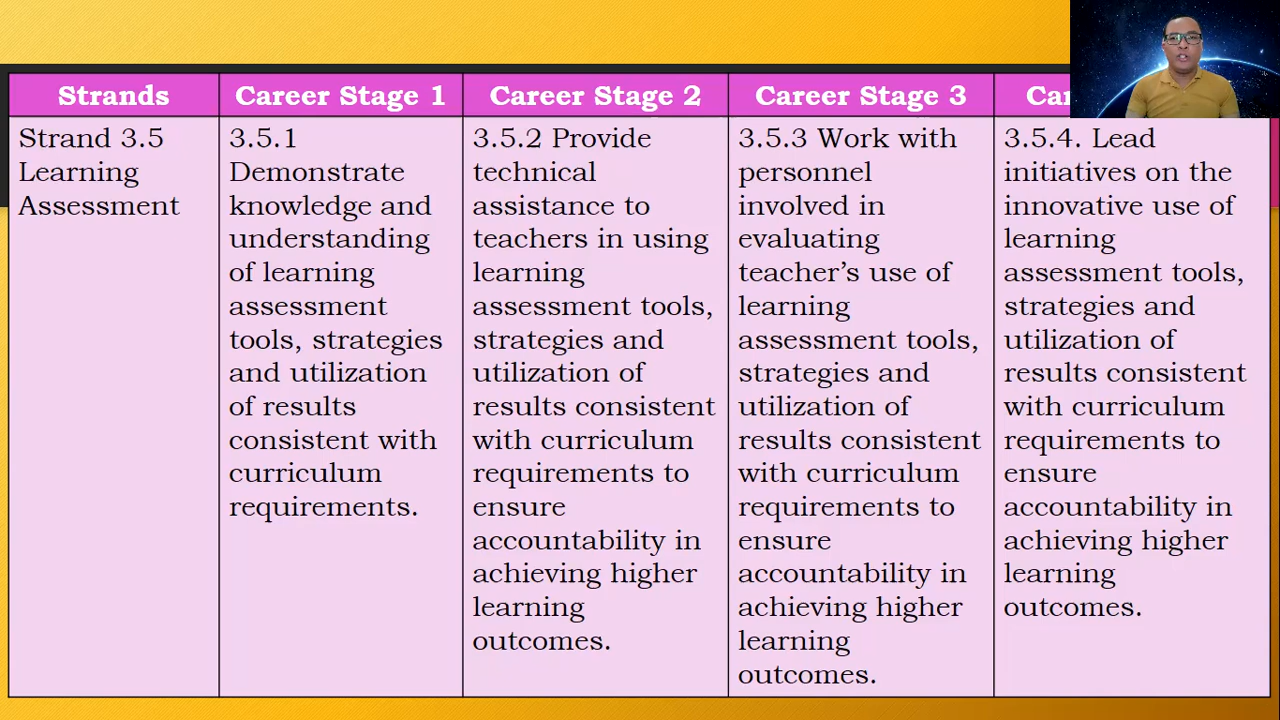 Strands
Career Stage 1
Career Stage 2
Career Stage 3
Strand 3.5
Learning
Assessment
3.5.1
Demonstrate
knowledge and
understanding
of learning
assessment
tools, strategies
and utilization
of results
consistent with
curriculum
requirements.
3.5.2 Provide
technical
assistance to
teachers in using
learning
assessment tools,
strategies and
utilization of
results consistent
with curriculum
requirements to
ensure
accountability in
achieving higher
learning
outcomes.
3.5.3 Work with
personnel
involved in
evaluating
teacher’s use of
learning
assessment tools,
strategies and
utilization of
results consistent
with curriculum
requirements to
ensure
accountability in
achieving higher
learning
outcomes.
3.5.4. Lead
initiatives on the
innovative use of
learning
assessment tools,
strategies and
utilization of
results consistent
with curriculum
requirements to
ensure
accountability in
achieving higher
learning
outcomes.